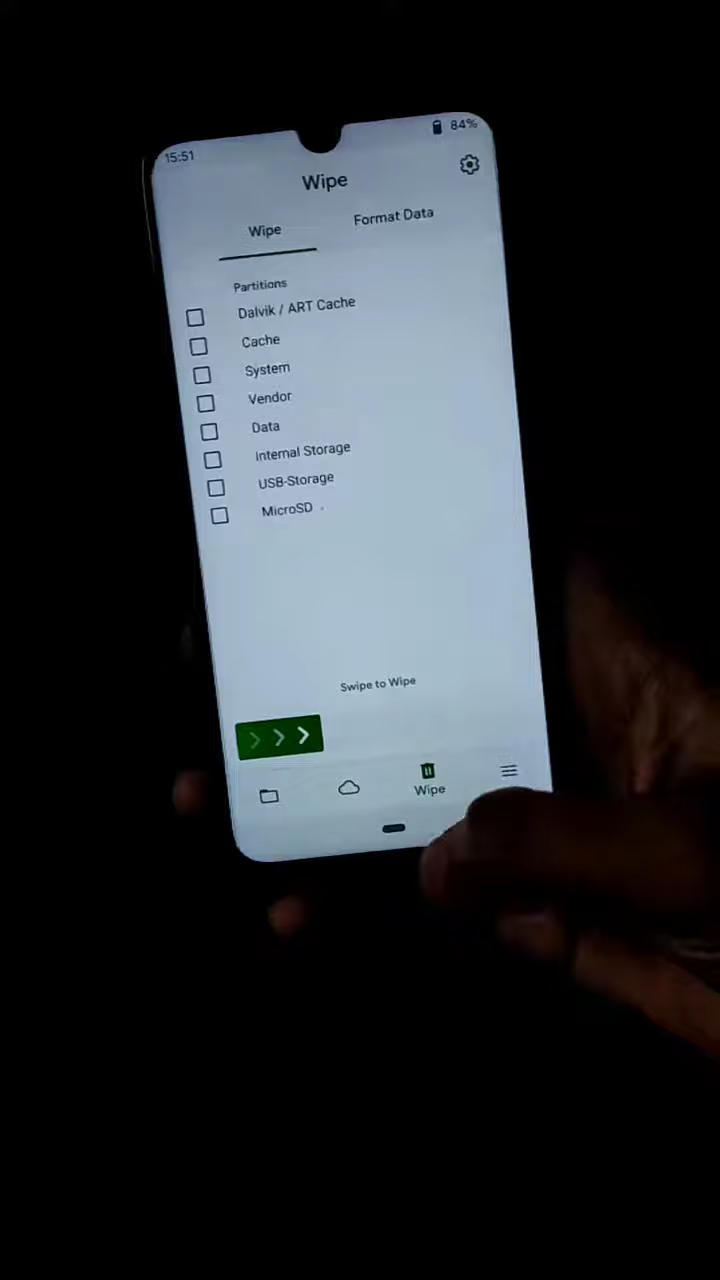 15:51
84%
Wipe
Wipe
Format Data
Partitions
Dalvik / ART Cache
Cache
System
Vendor
Data
Internal Storage
USB-Storage
MicroSD
Swipe to Wipe
Wipe